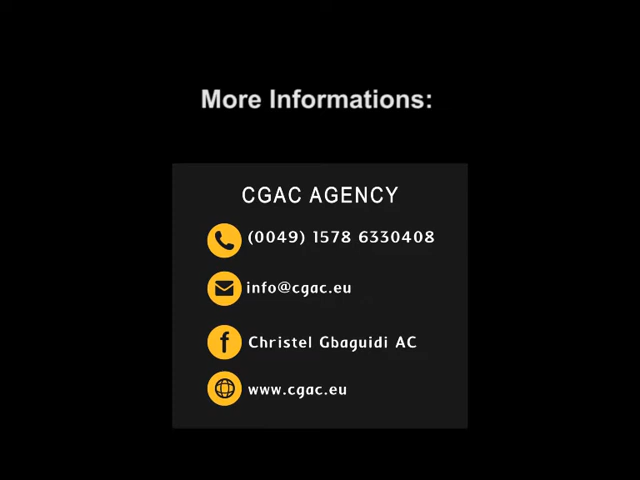 More Informations:
CGAC AGENCY
(0049) 1578 6330408
info@cgac.eu
Christel Gbaguidi AC
www.cgac.eu